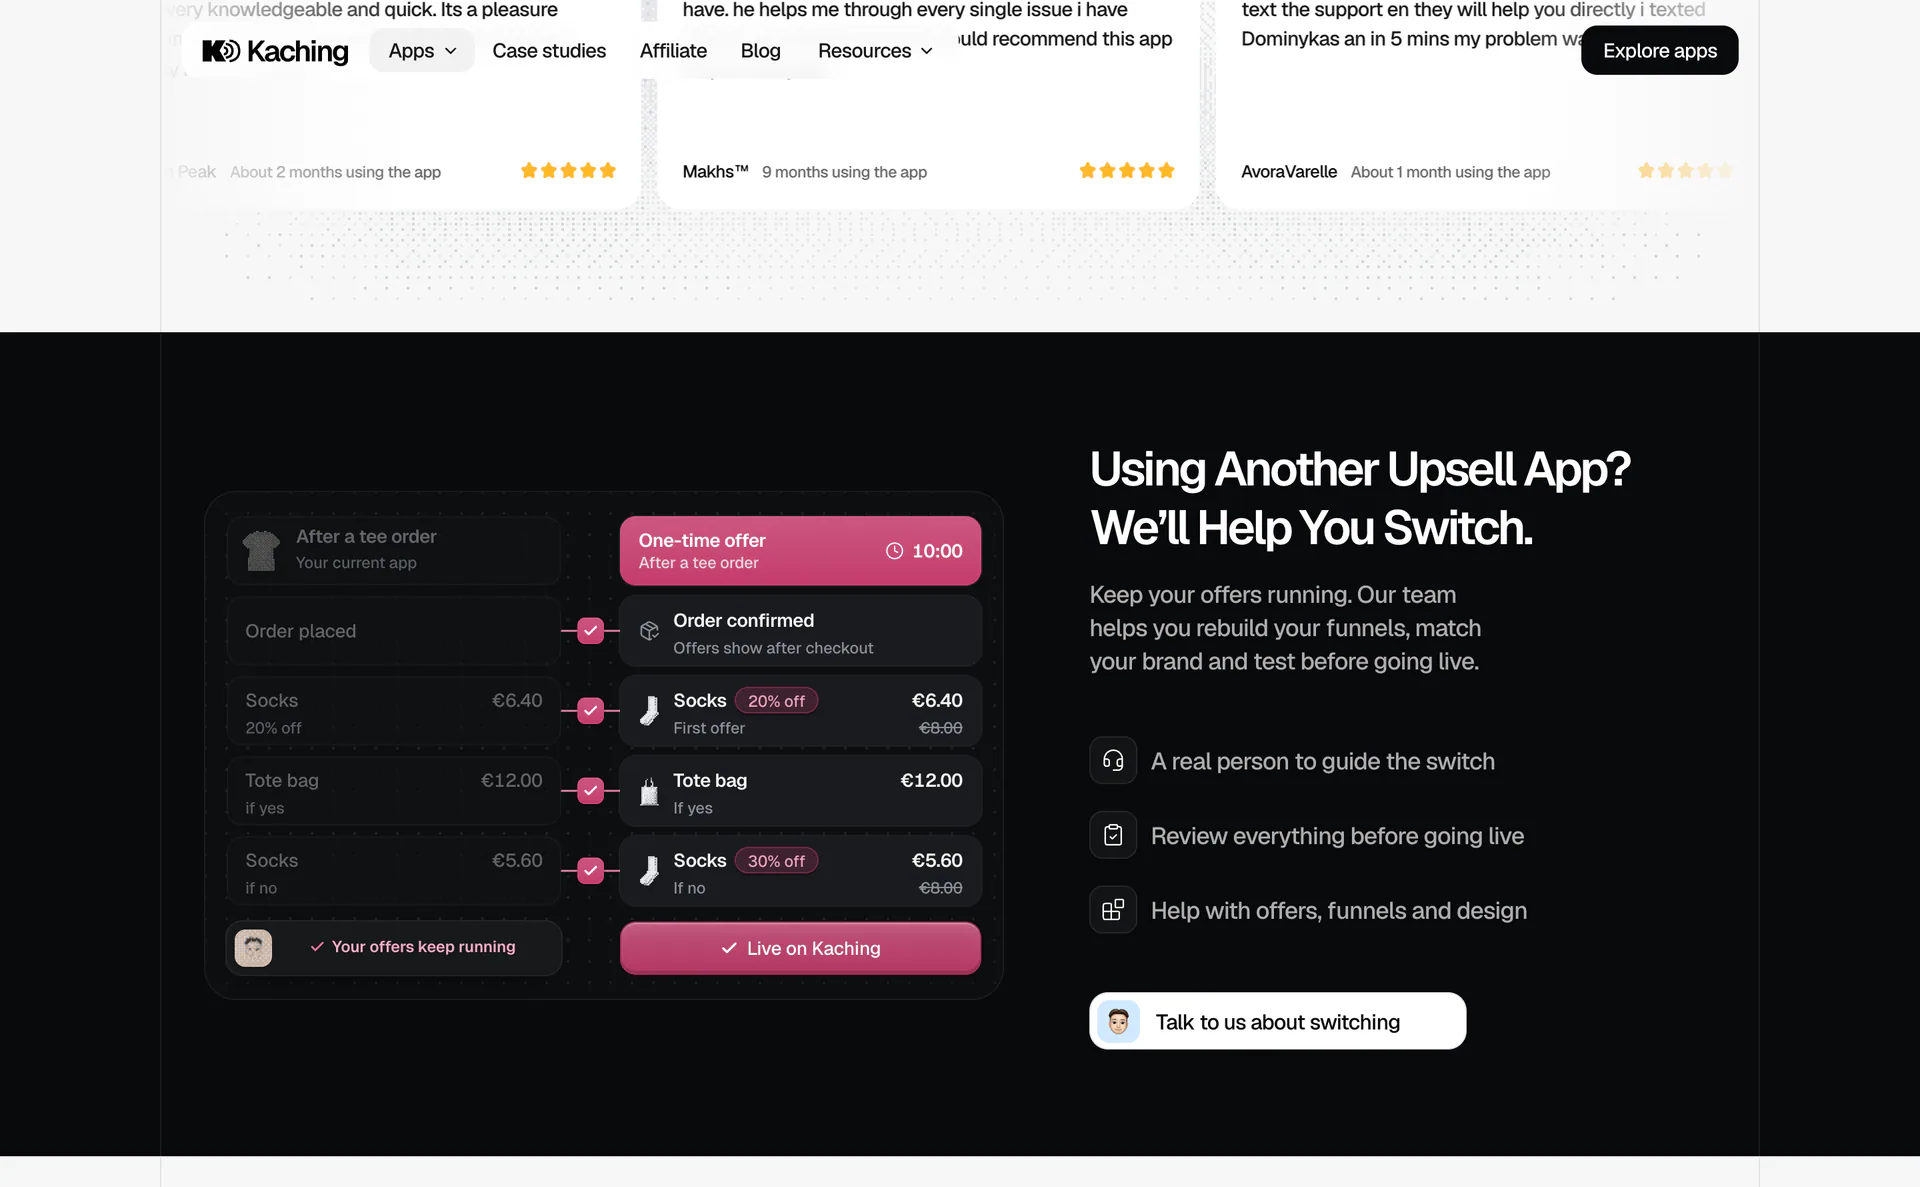 very knowledgeable and quick. Its a pleasure
have. he helps me through every single issue i have
uld recommend this app
text the support en they will help you directly i texted
Dominykas an in 5 mins my problem wa
Kaching
Apps
Case studies
Affiliate
Blog
Resources
Explore apps
Peak
About 2 months using the app
Makhs™
9 months using the app
AvoraVarelle
About 1 month using the app
After a tee order
Your current app
Order placed
Socks
€6.40
20% off
Tote bag
€12.00
if yes
Socks
€5.60
if no
Your offers keep running
One-time offer
After a tee order
10:00
Order confirmed
Offers show after checkout
Socks
20% off
€6.40
First offer
€8.00
Tote bag
€12.00
If yes
Socks
30% off
€5.60
If no
€8.00
Live on Kaching
Using Another Upsell App?
We’ll Help You Switch.
Keep your offers running. Our team
helps you rebuild your funnels, match
your brand and test before going live.
A real person to guide the switch
Review everything before going live
Help with offers, funnels and design
Talk to us about switching